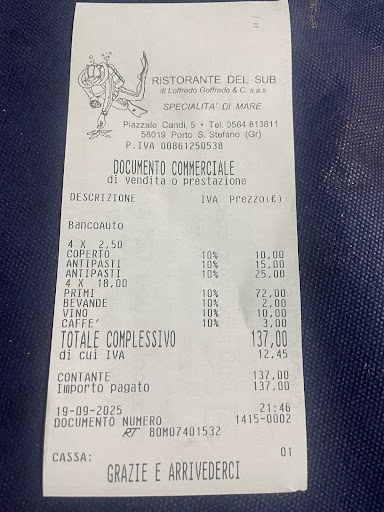 RISTORANTE DEL SUB
di Loffredo Goffredo & C. s.a.s.
SPECIALITA' DI MARE
Piazzale Candi, 5 • Tel. 0564 813811
58019 Porto S. Stefano (Gr)
P.IVA 00861250538
DOCUMENTO COMMERCIALE
di vendita o prestazione
DESCRIZIONE IVA Prezzo(€)
BancoAuto
4 X 2,50
COPERTO 10% 10,00
ANTIPASTI 10% 15,00
ANTIPASTI 10% 25,00
4 X 18,00
PRIMI 10% 72,00
BEVANDE 10% 2,00
VINO 10% 10,00
CAFFE' 10% 3,00
TOTALE COMPLESSIVO 137,00
di cui IVA 12,45
CONTANTE 137,00
Importo pagato 137,00
19-09-2025 21:46
DOCUMENTO NUMERO 1415-0002
RT 80M07401532
CASSA: 01
GRAZIE E ARRIVEDERCI